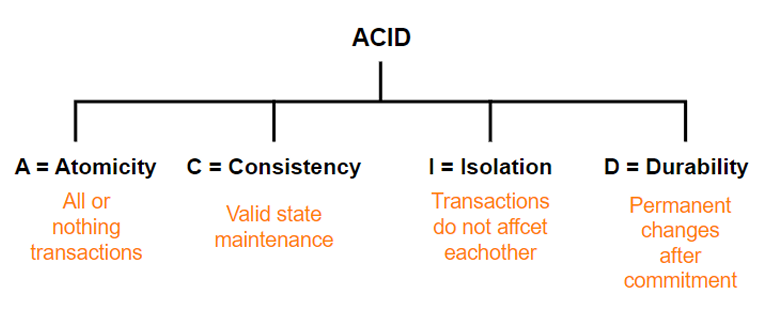 ACID
A = Atomicity
All or
nothing
transactions
C = Consistency
Valid state
maintenance
I = Isolation
Transactions
do not affcet
eachother
D = Durability
Permanent
changes
after
commitment